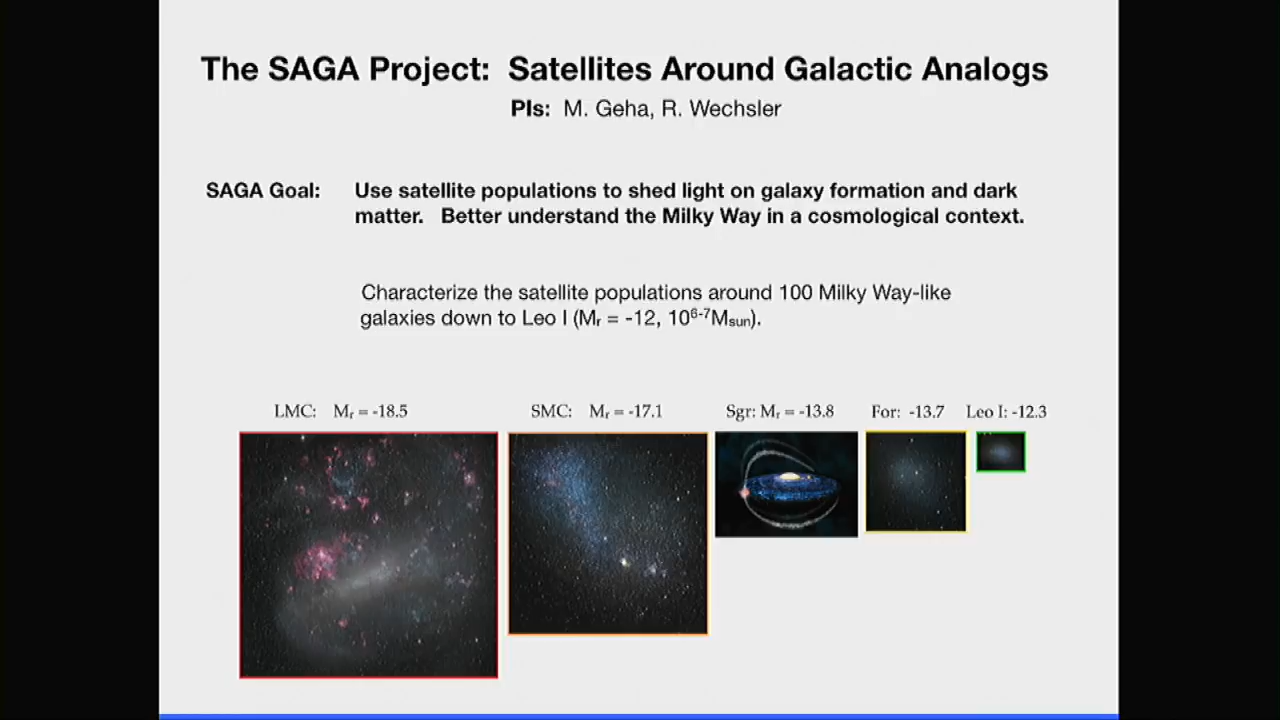 The SAGA Project: Satellites Around Galactic Analogs
PIs: M. Geha, R. Wechsler
SAGA Goal: Use satellite populations to shed light on galaxy formation and dark
matter. Better understand the Milky Way in a cosmological context.
Characterize the satellite populations around 100 Milky Way-like
galaxies down to Leo I (Mr = -12, 10^6-7Msun).
LMC: Mr = -18.5 SMC: Mr = -17.1 Sgr: Mr = -13.8 For: -13.7 Leo I: -12.3